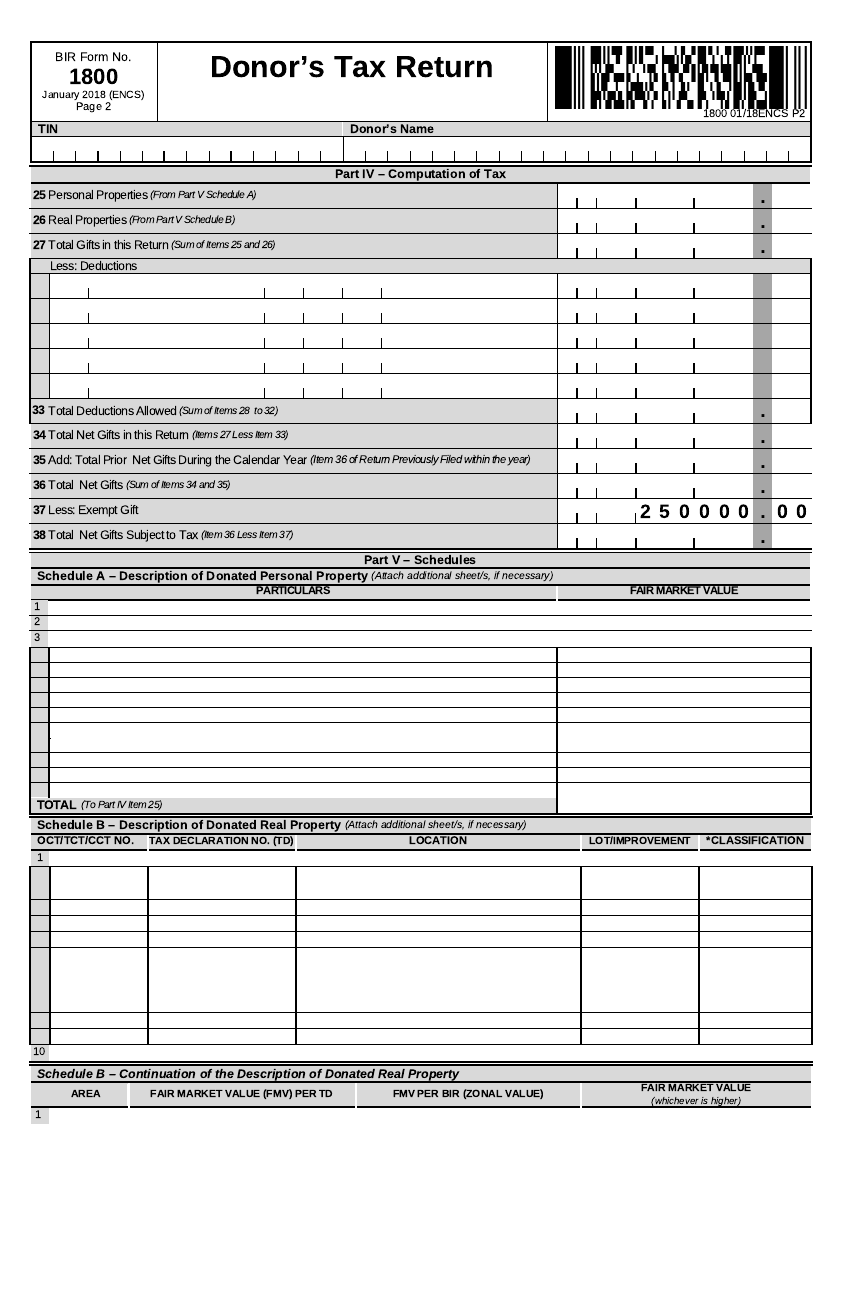 BIR Form No.
1800
January 2018 (ENCS)
Page 2
Donor's Tax Return
1800 01/18ENCS P2
TIN Donor's Name
Part IV – Computation of Tax
25 Personal Properties (From Part V Schedule A) .
26 Real Properties (From Part V Schedule B) .
27 Total Gifts in this Return (Sum of Items 25 and 26) .
Less: Deductions
33 Total Deductions Allowed (Sum of Items 28 to 32) .
34 Total Net Gifts in this Return (Items 27 Less Item 33) .
35 Add: Total Prior Net Gifts During the Calendar Year (Item 36 of Return Previously Filed within the year) .
36 Total Net Gifts (Sum of Items 34 and 35) .
37 Less: Exempt Gift 2 5 0 0 0 0 . 0 0
38 Total Net Gifts Subject to Tax (Item 36 Less Item 37) .
Part V – Schedules
Schedule A – Description of Donated Personal Property (Attach additional sheet/s, if necessary)
PARTICULARS FAIR MARKET VALUE
1
2
3
TOTAL (To Part IV Item 25)
Schedule B – Description of Donated Real Property (Attach additional sheet/s, if necessary)
OCT/TCT/CCT NO. TAX DECLARATION NO. (TD) LOCATION LOT/IMPROVEMENT *CLASSIFICATION
1
10
Schedule B – Continuation of the Description of Donated Real Property
AREA FAIR MARKET VALUE (FMV) PER TD FMV PER BIR (ZONAL VALUE) FAIR MARKET VALUE
(whichever is higher)
1